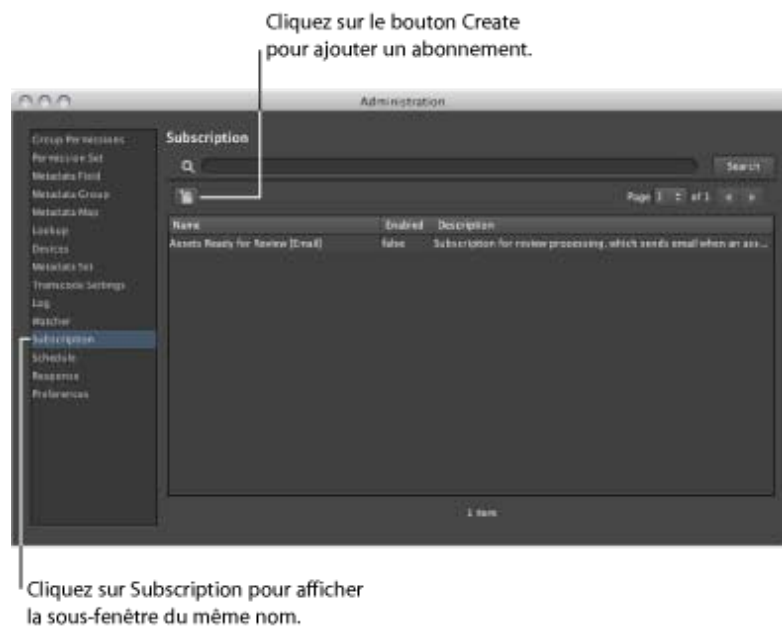 Cliquez sur le bouton Create
pour ajouter un abonnement.
Administration
Group Permissions
Permission Set
Metadata Field
Metadata Group
Metadata Map
Lookup
Devices
Metadata Set
Transcode Settings
Log
Watcher
Subscription
Schedule
Response
Preferences
Subscription
Search
Page 1 of 1
Name Enabled Description
Assets Ready for Review [Email] false Subscription for review processing, which sends email when an ass...
1 item
Cliquez sur Subscription pour afficher
la sous-fenêtre du même nom.